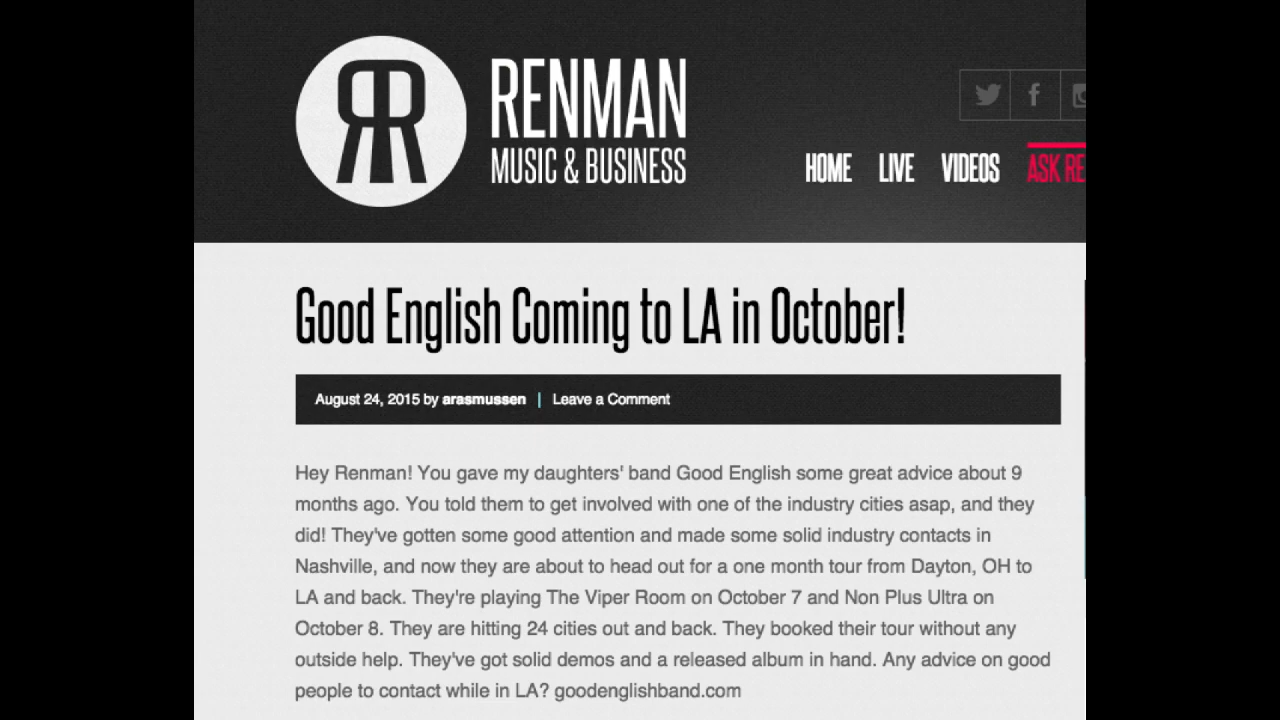 RENMAN
MUSIC & BUSINESS
HOME LIVE VIDEOS ASK RE
Good English Coming to LA in October!
August 24, 2015 by arasmussen | Leave a Comment
Hey Renman! You gave my daughters' band Good English some great advice about 9
months ago. You told them to get involved with one of the industry cities asap, and they
did! They've gotten some good attention and made some solid industry contacts in
Nashville, and now they are about to head out for a one month tour from Dayton, OH to
LA and back. They're playing The Viper Room on October 7 and Non Plus Ultra on
October 8. They are hitting 24 cities out and back. They booked their tour without any
outside help. They've got solid demos and a released album in hand. Any advice on good
people to contact while in LA? goodenglishband.com